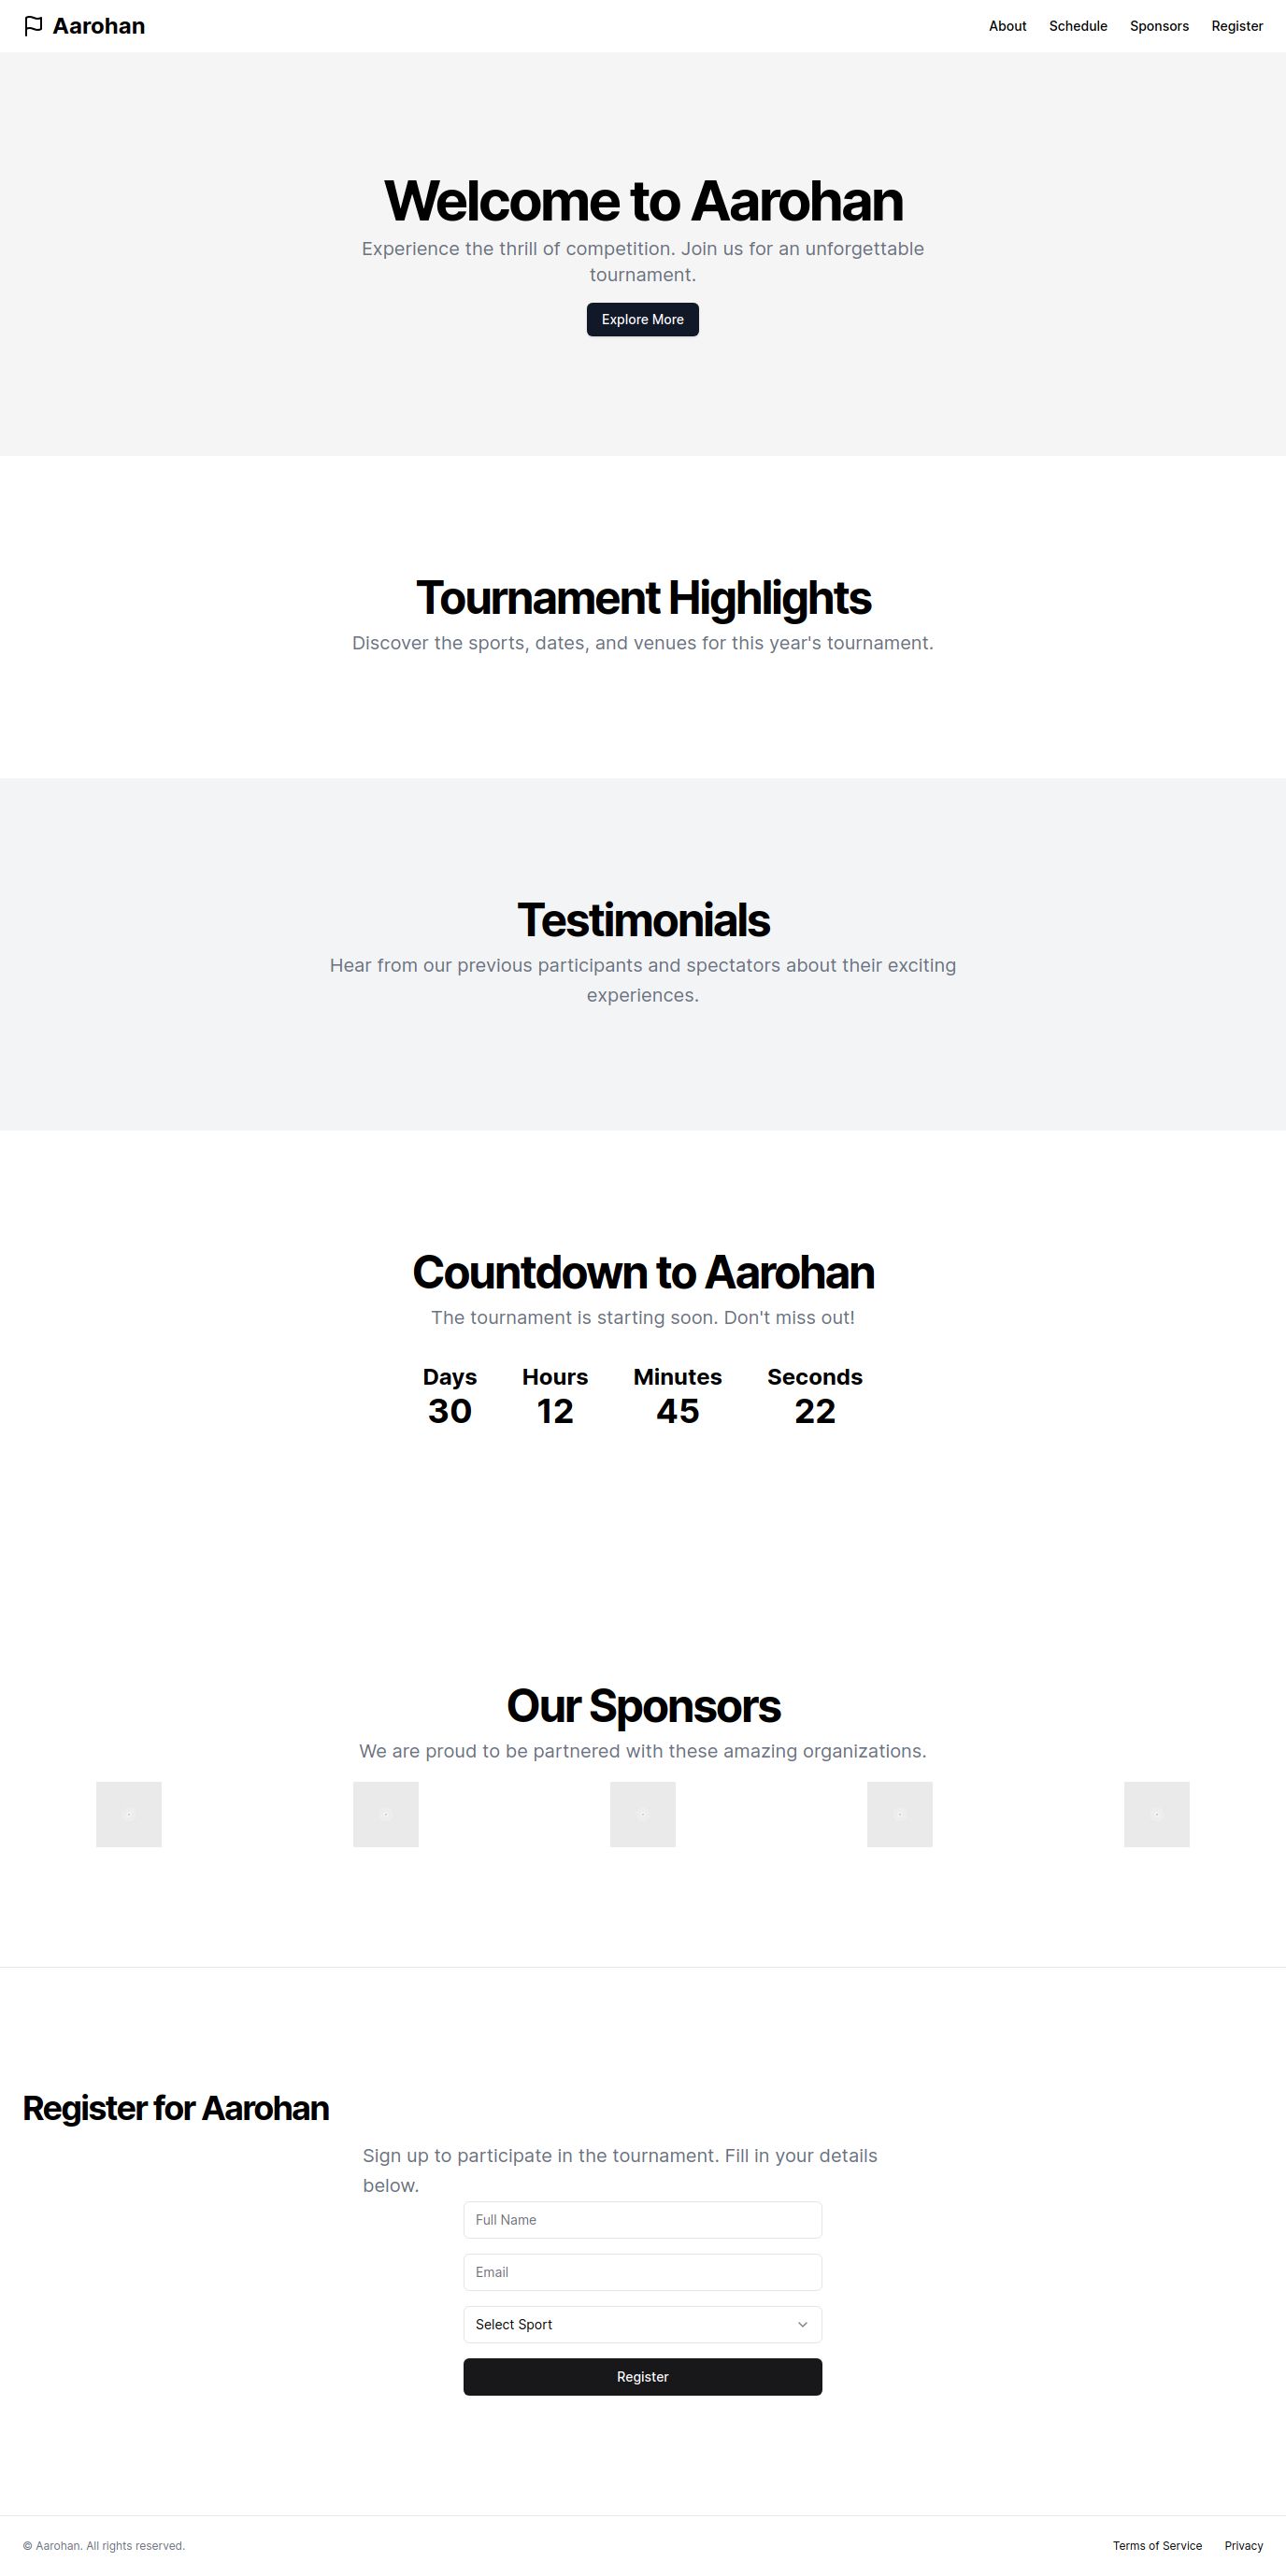 Aarohan
About Schedule Sponsors Register
Welcome to Aarohan
Experience the thrill of competition. Join us for an unforgettable
tournament.
Explore More
Tournament Highlights
Discover the sports, dates, and venues for this year's tournament.
Testimonials
Hear from our previous participants and spectators about their exciting
experiences.
Countdown to Aarohan
The tournament is starting soon. Don't miss out!
Days Hours Minutes Seconds
30 12 45 22
Our Sponsors
We are proud to be partnered with these amazing organizations.
Register for Aarohan
Sign up to participate in the tournament. Fill in your details
below.
Full Name
Email
Select Sport
Register
© Aarohan. All rights reserved.
Terms of Service Privacy